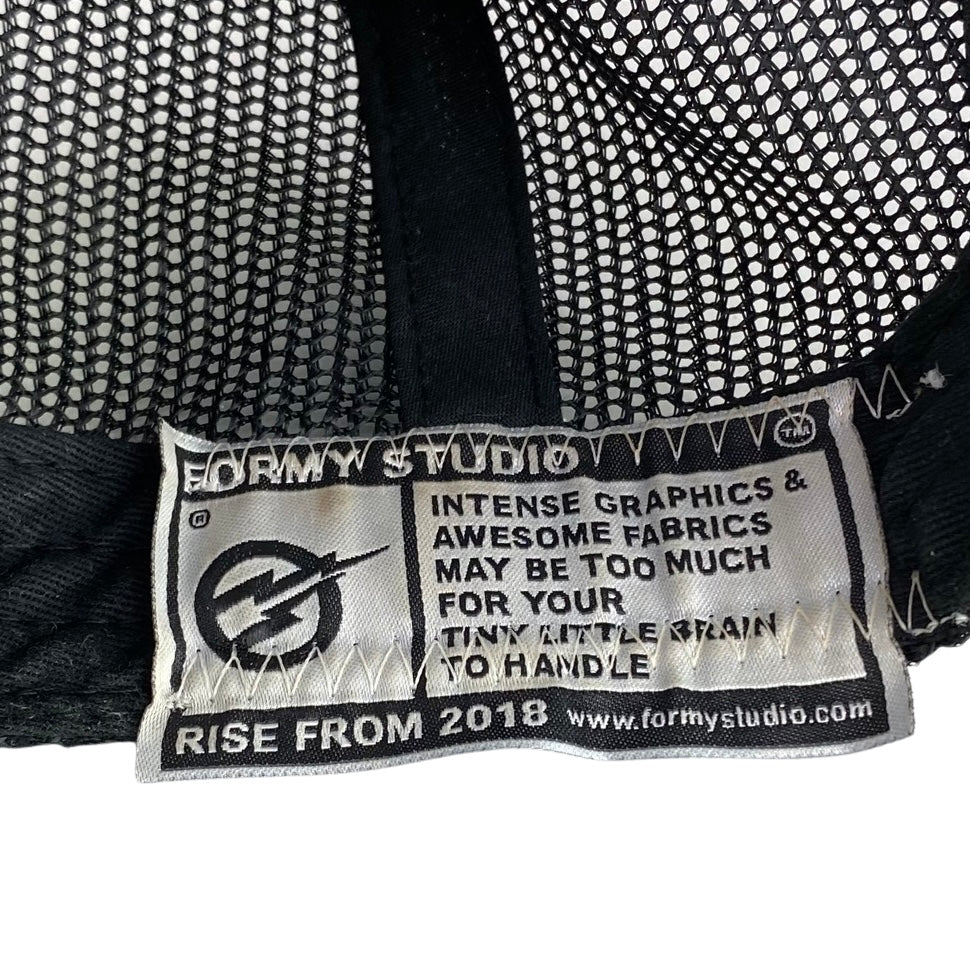 FORMY STUDIO
TM
®
INTENSE GRAPHICS &
AWESOME FABRICS
MAY BE TOO MUCH
FOR YOUR
TINY LITTLE BRAIN
TO HANDLE
RISE FROM 2018 www.formystudio.com